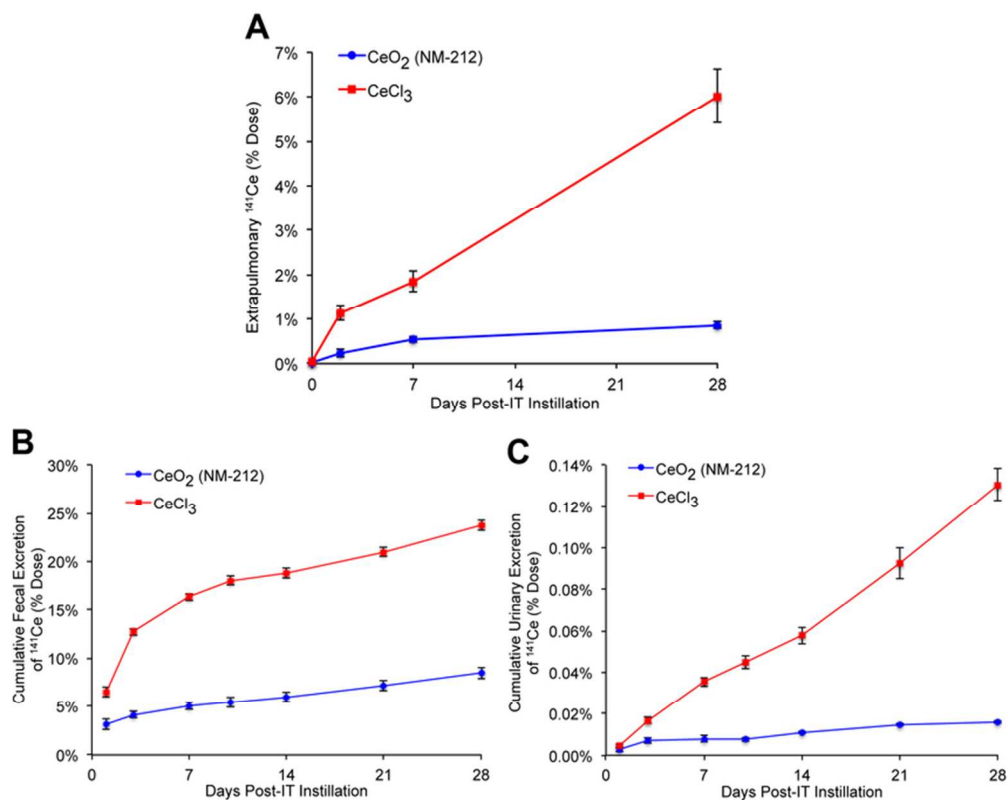 A
7%
6%
5%
4%
3%
2%
1%
0%
Extrapulmonary ¹⁴¹Ce (% Dose)
CeO₂ (NM-212)
CeCl₃
0 7 14 21 28
Days Post-IT Instillation
B
30%
25%
20%
15%
10%
5%
0%
Cumulative Fecal Excretion
of ¹⁴¹Ce (% Dose)
CeO₂ (NM-212)
CeCl₃
0 7 14 21 28
Days Post-IT Instillation
C
0.14%
0.12%
0.10%
0.08%
0.06%
0.04%
0.02%
0.00%
Cumulative Urinary Excretion
of ¹⁴¹Ce (% Dose)
CeO₂ (NM-212)
CeCl₃
0 7 14 21 28
Days Post-IT Instillation